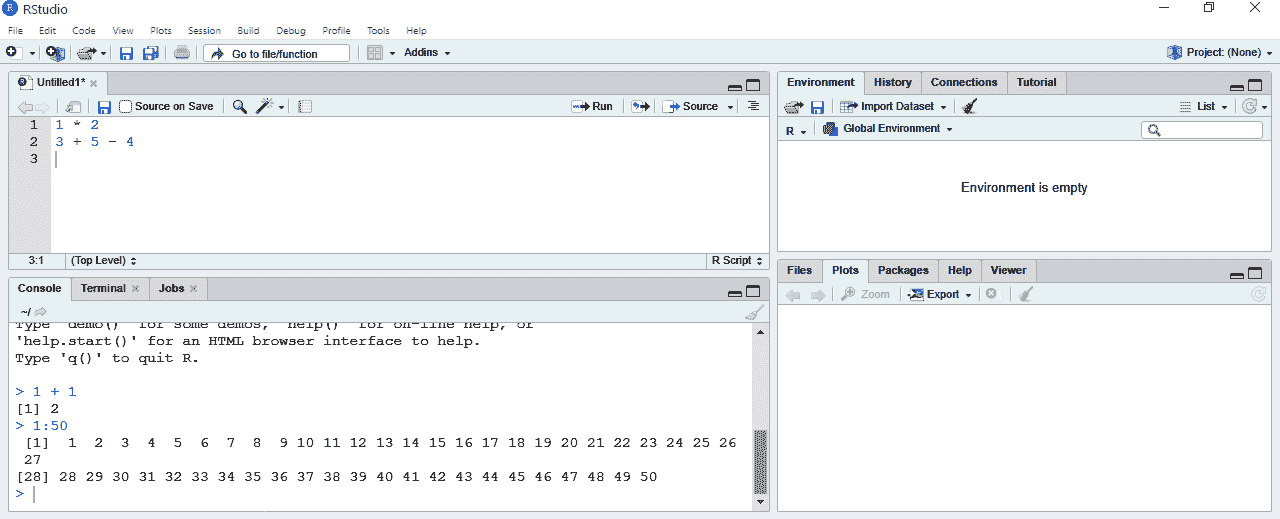 RStudio
File Edit Code View Plots Session Build Debug Profile Tools Help
Go to file/function Addins Project: (None)
Untitled1*
Source on Save Run Source
1 1 * 2
2 3 + 5 - 4
3
3:1 (Top Level) R Script
Console Terminal Jobs
~/
Type 'demo()' for some demos, 'help()' for on-line help, or
'help.start()' for an HTML browser interface to help.
Type 'q()' to quit R.
> 1 + 1
[1] 2
> 1:50
[1] 1 2 3 4 5 6 7 8 9 10 11 12 13 14 15 16 17 18 19 20 21 22 23 24 25 26
27
[28] 28 29 30 31 32 33 34 35 36 37 38 39 40 41 42 43 44 45 46 47 48 49 50
>
Environment History Connections Tutorial
Import Dataset List
R Global Environment
Environment is empty
Files Plots Packages Help Viewer
Zoom Export